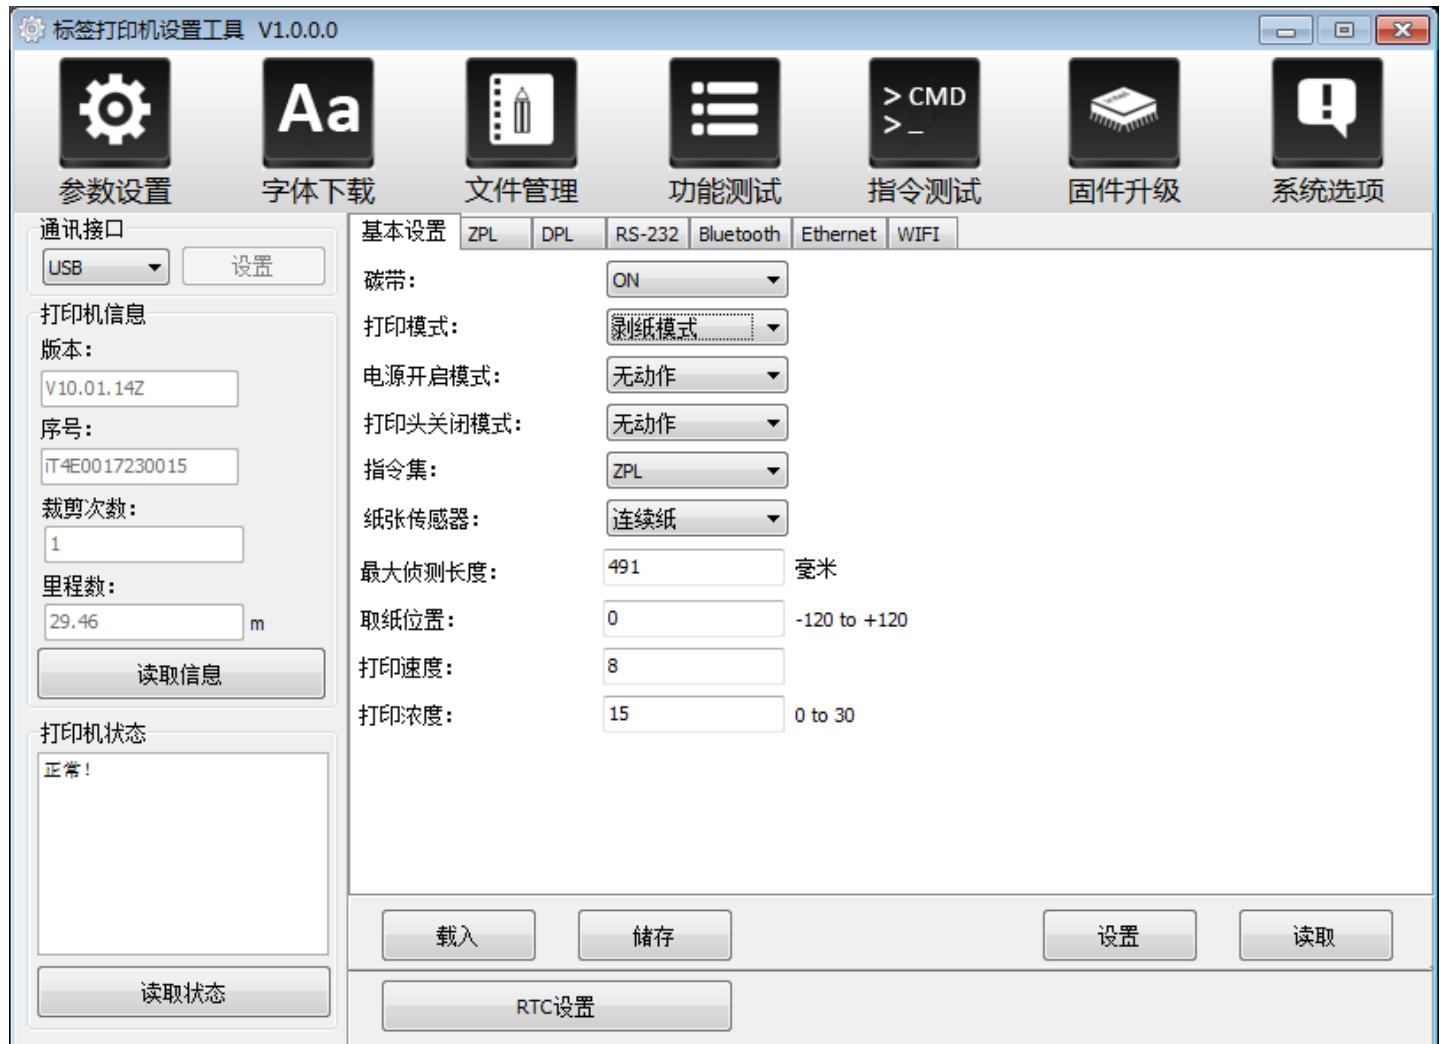 标签打印机设置工具 V1.0.0.0
Aa
> CMD
> _
参数设置 字体下载 文件管理 功能测试 指令测试 固件升级 系统选项
通讯接口
USB 设置
打印机信息
版本：
V10.01.14Z
序号：
iT4E0017230015
裁剪次数：
1
里程数：
29.46 m
读取信息
打印机状态
正常!
读取状态
基本设置 ZPL DPL RS-232 Bluetooth Ethernet WIFI
碳带： ON
打印模式： 剥纸模式
电源开启模式： 无动作
打印头关闭模式： 无动作
指令集： ZPL
纸张传感器： 连续纸
最大侦测长度： 491 毫米
取纸位置： 0 -120 to +120
打印速度： 8
打印浓度： 15 0 to 30
载入 储存 设置 读取
RTC设置